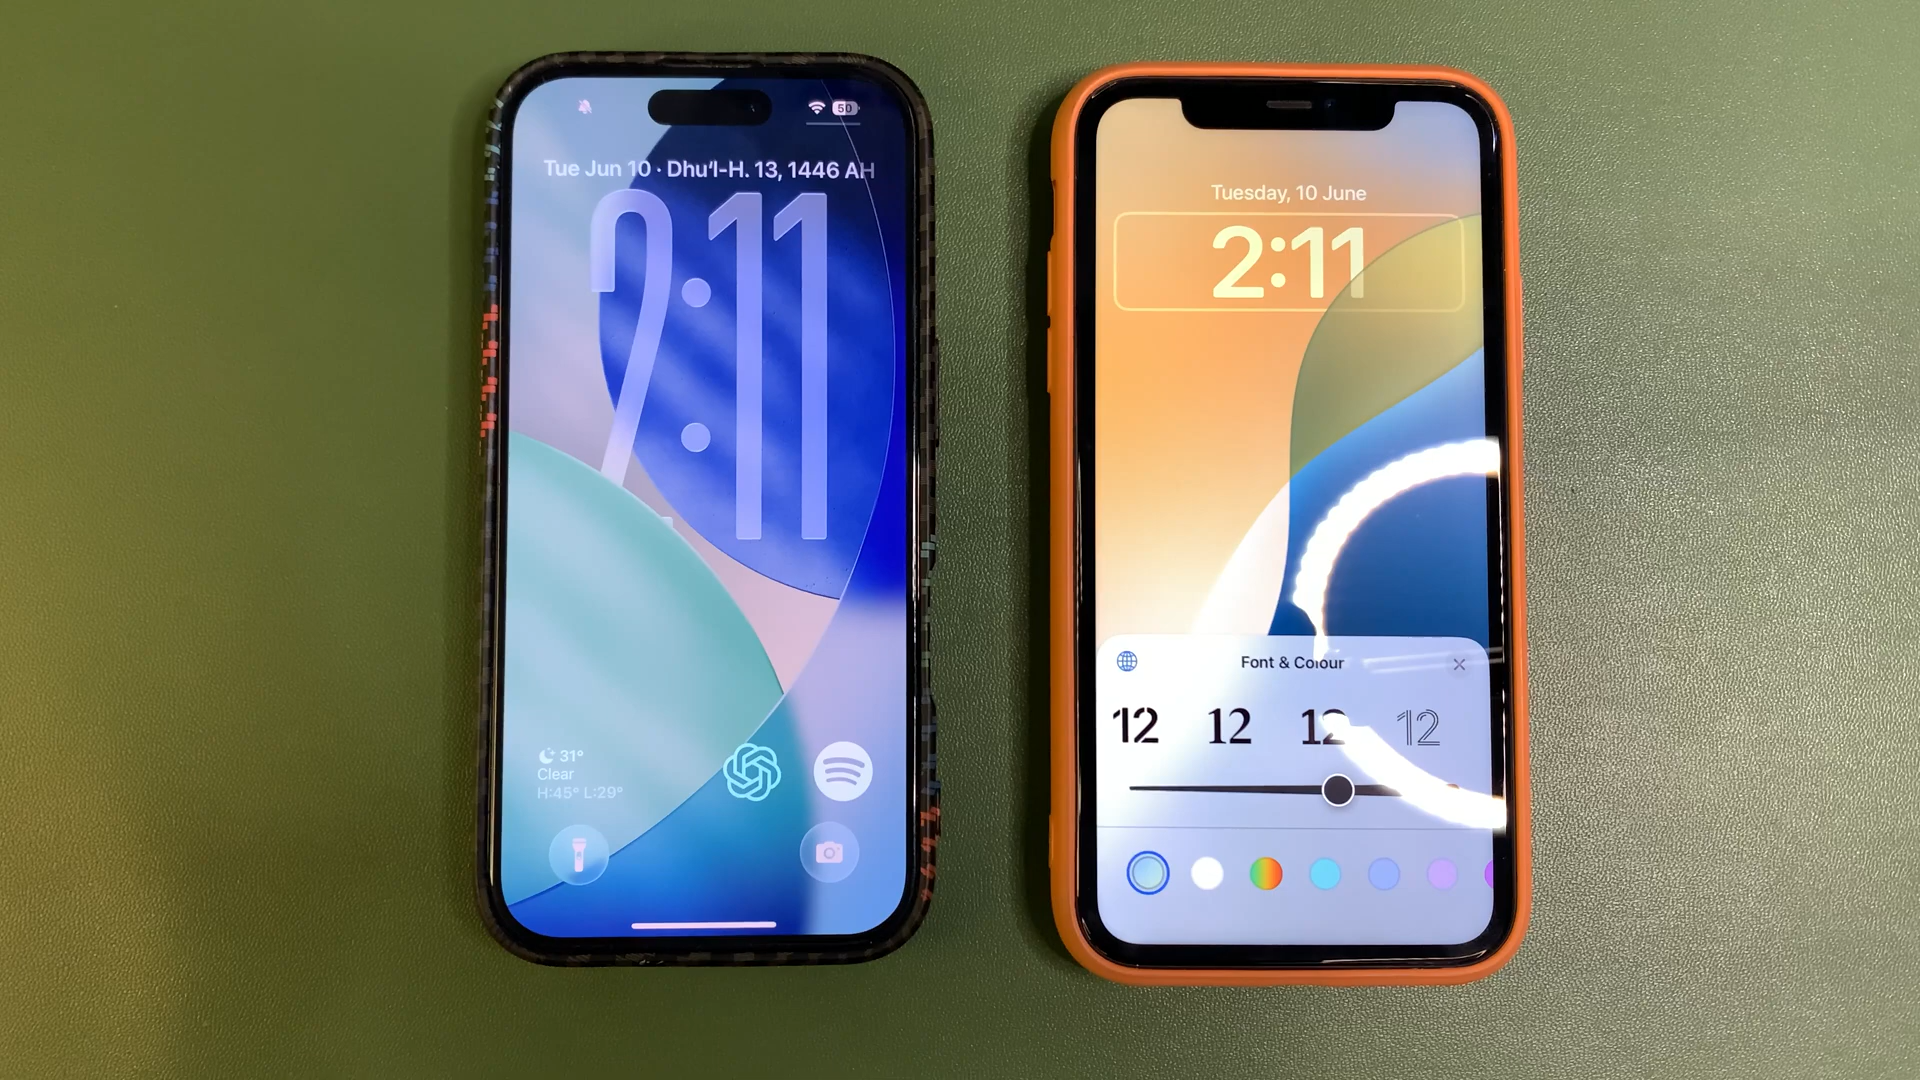 50
Tue Jun 10 · Dhuʻl-H. 13, 1446 AH
2:11
31°
Clear
H:45° L:29°
Tuesday, 10 June
2:11
Font & Colour
12 12 12 12